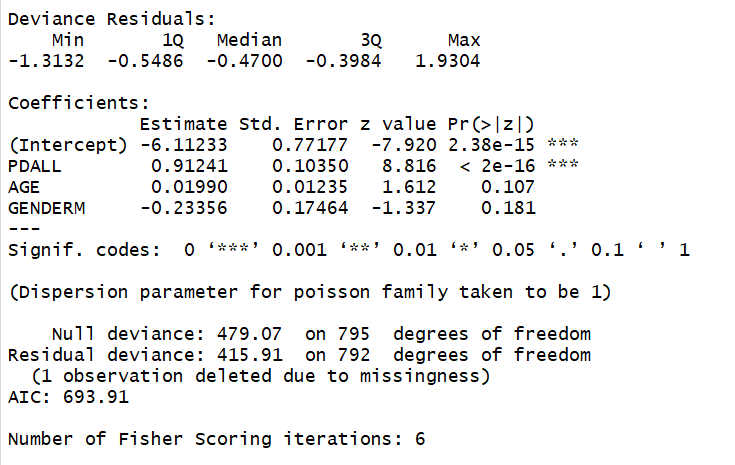 Deviance Residuals:
    Min       1Q   Median       3Q      Max
-1.3132  -0.5486  -0.4700  -0.3984   1.9304

Coefficients:
            Estimate Std. Error z value Pr(>|z|)
(Intercept) -6.11233    0.77177  -7.920 2.38e-15 ***
PDALL        0.91241    0.10350   8.816  < 2e-16 ***
AGE          0.01990    0.01235   1.612    0.107
GENDERM     -0.23356    0.17464  -1.337    0.181
---
Signif. codes:  0 ‘***’ 0.001 ‘**’ 0.01 ‘*’ 0.05 ‘.’ 0.1 ‘ ’ 1

(Dispersion parameter for poisson family taken to be 1)

    Null deviance: 479.07  on 795  degrees of freedom
Residual deviance: 415.91  on 792  degrees of freedom
  (1 observation deleted due to missingness)
AIC: 693.91

Number of Fisher Scoring iterations: 6